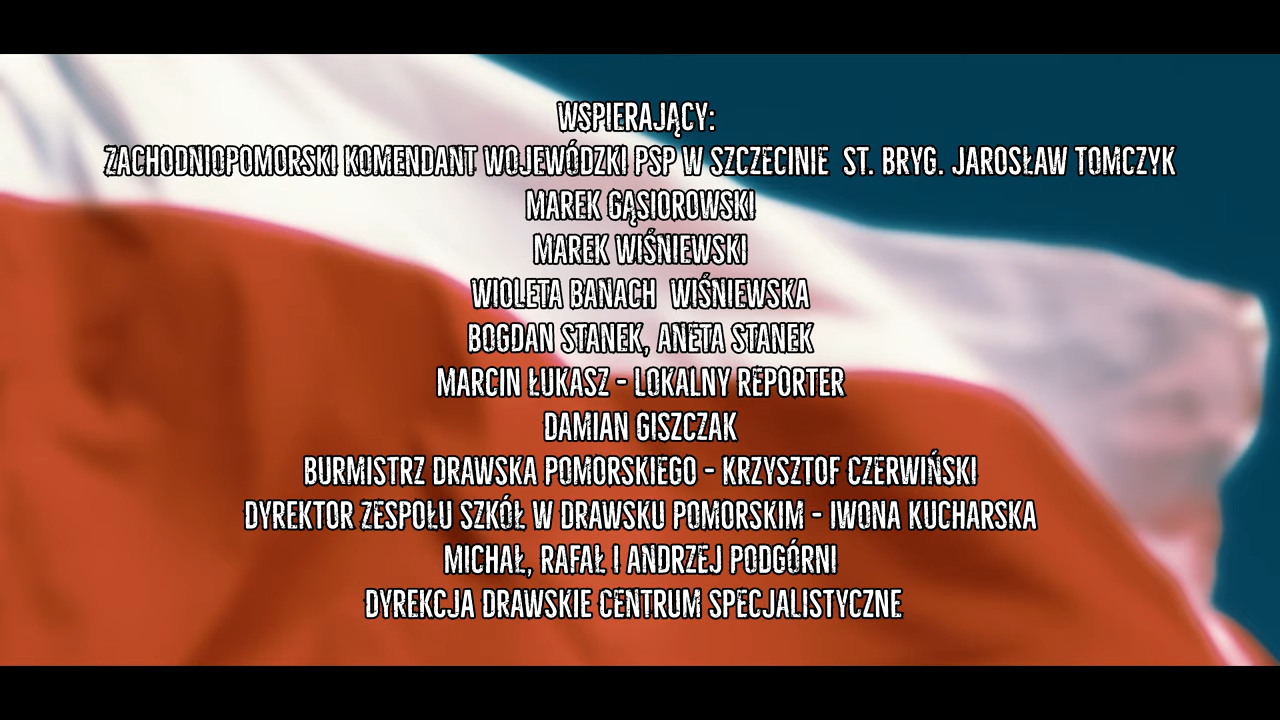 WSPIERAJĄCY:
ZACHODNIOPOMORSKI KOMENDANT WOJEWÓDZKI PSP W SZCZECINIE ST. BRYG. JAROSŁAW TOMCZYK
MAREK GĄSIOROWSKI
MAREK WIŚNIEWSKI
WIOLETA BANACH WIŚNIEWSKA
BOGDAN STANEK, ANETA STANEK
MARCIN ŁUKASZ - LOKALNY REPORTER
DAMIAN GISZCZAK
BURMISTRZ DRAWSKA POMORSKIEGO - KRZYSZTOF CZERWIŃSKI
DYREKTOR ZESPOŁU SZKÓŁ W DRAWSKU POMORSKIM - IWONA KUCHARSKA
MICHAŁ, RAFAŁ I ANDRZEJ PODGÓRNI
DYREKCJA DRAWSKIE CENTRUM SPECJALISTYCZNE